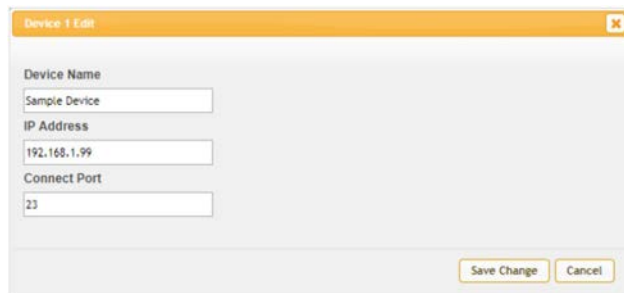 Device 1 Edit
Device Name
Sample Device
IP Address
192.168.1.99
Connect Port
23
Save Change Cancel